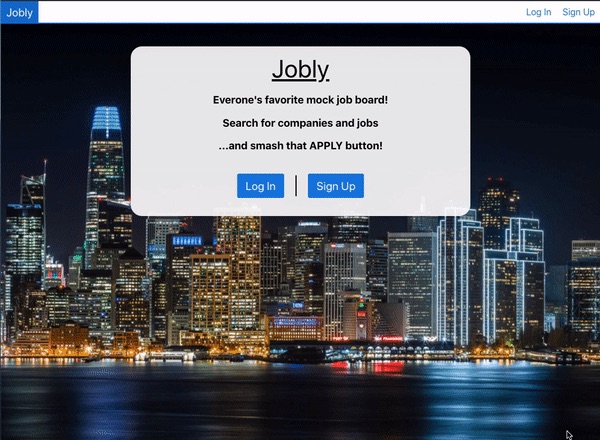 Jobly
Log In Sign Up
Jobly
Everone's favorite mock job board!
Search for companies and jobs
...and smash that APPLY button!
Log In | Sign Up